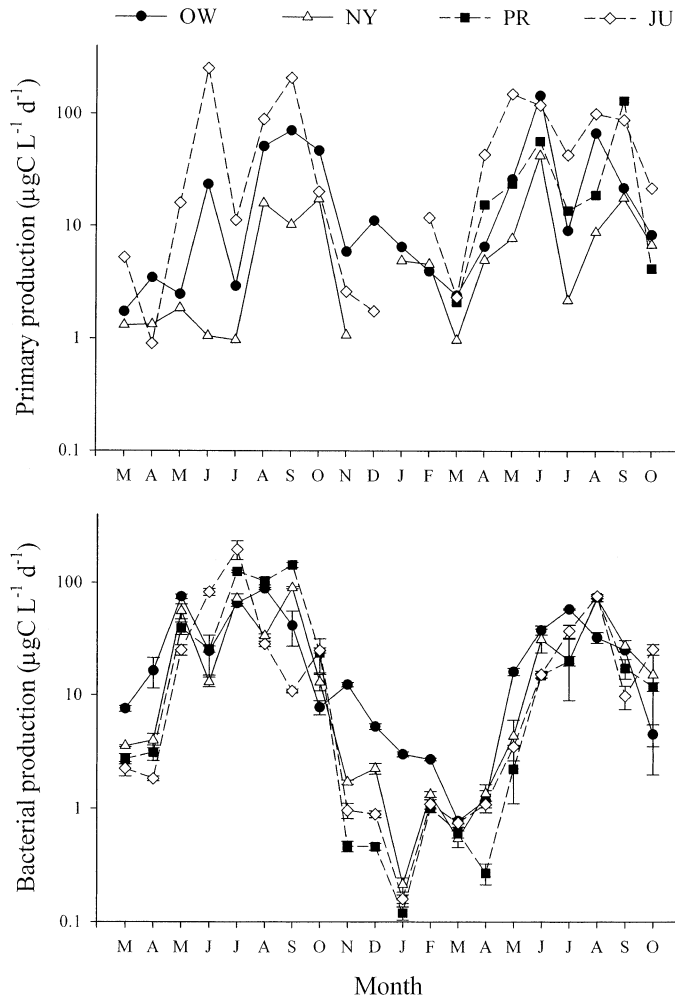 OW NY PR JU
Primary production (µgC L⁻¹ d⁻¹)
100
10
1
0.1
M A M J J A S O N D J F M A M J J A S O
Bacterial production (µgC L⁻¹ d⁻¹)
100
10
1
0.1
M A M J J A S O N D J F M A M J J A S O
Month